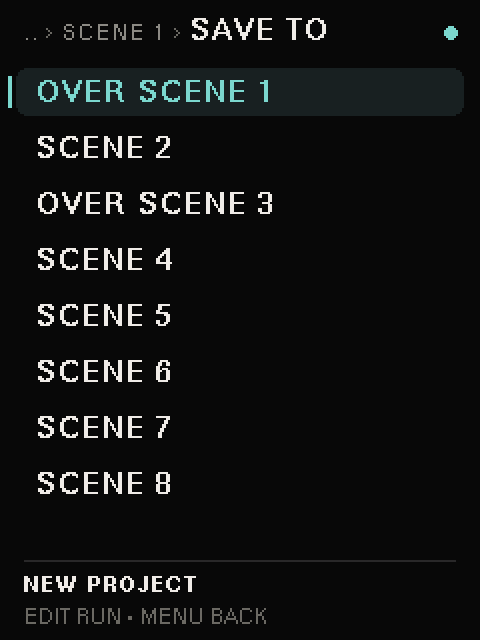 ..› SCENE 1 › SAVE TO
OVER SCENE 1
SCENE 2
OVER SCENE 3
SCENE 4
SCENE 5
SCENE 6
SCENE 7
SCENE 8
NEW PROJECT
EDIT RUN • MENU BACK